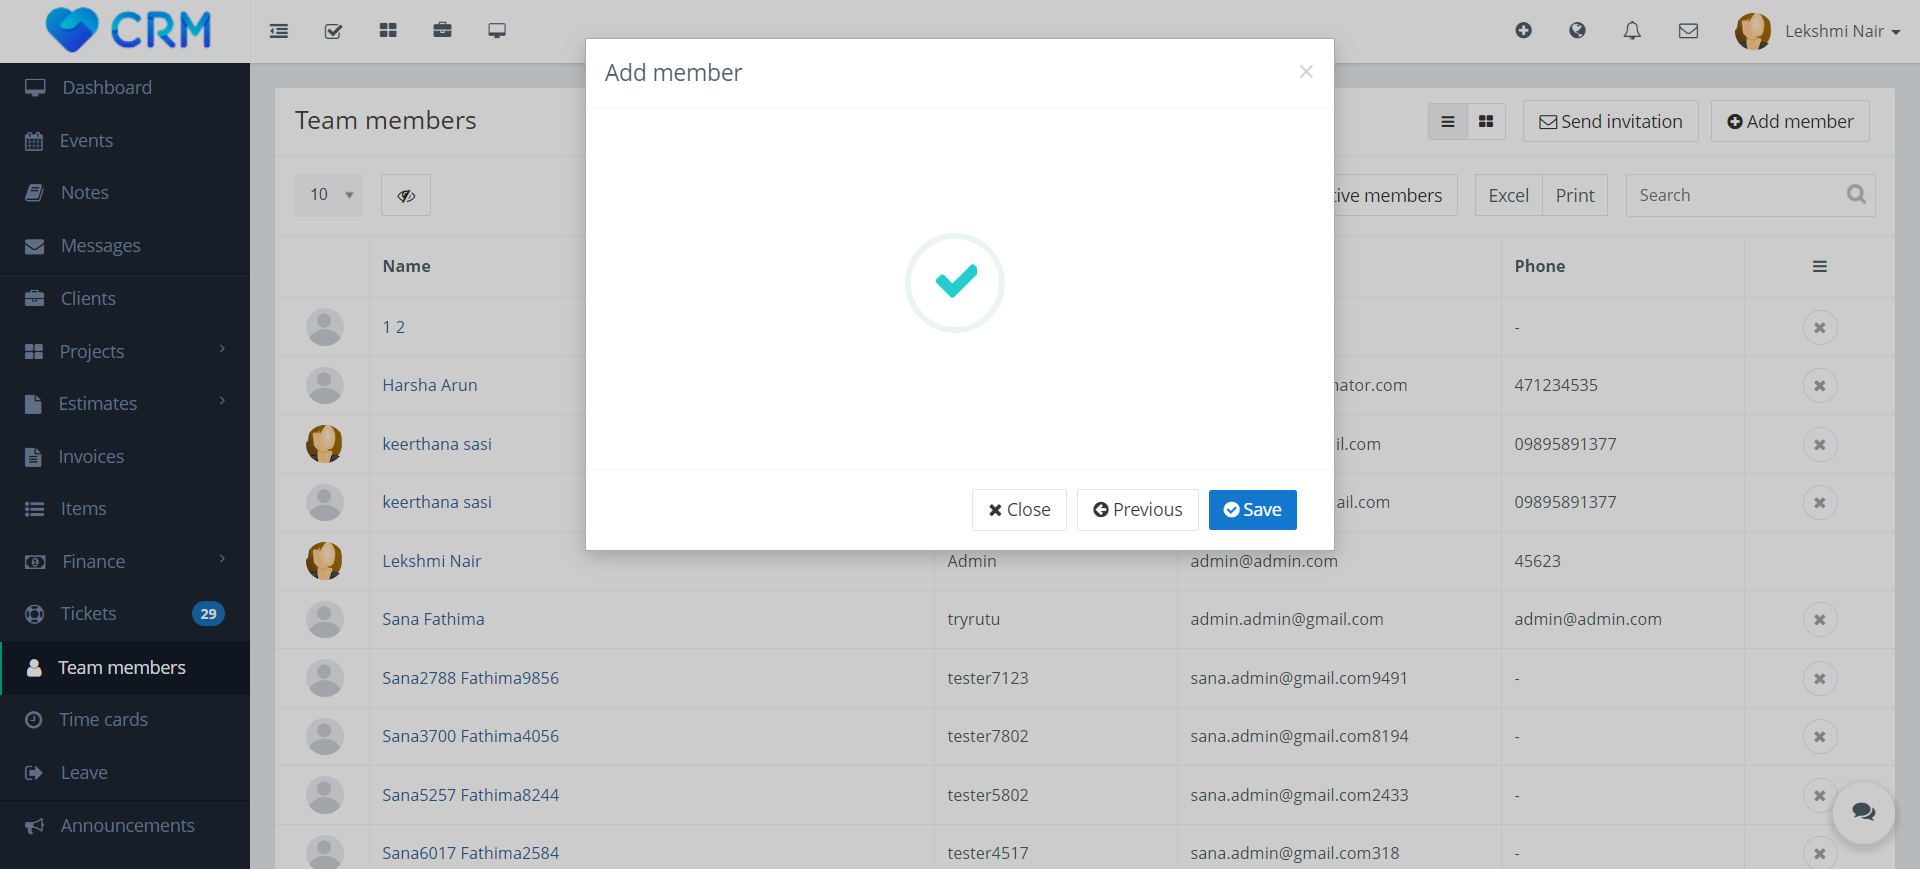 CRM
Lekshmi Nair
Dashboard
Events
Notes
Messages
Clients
Projects
Estimates
Invoices
Items
Finance
Tickets 29
Team members
Time cards
Leave
Announcements
Team members
Send invitation
Add member
10
tive members
Excel
Print
Search
Name Phone
1 2 -
Harsha Arun nator.com 471234535
keerthana sasi il.com 09895891377
keerthana sasi ail.com 09895891377
Lekshmi Nair Admin admin@admin.com 45623
Sana Fathima tryrutu admin.admin@gmail.com admin@admin.com
Sana2788 Fathima9856 tester7123 sana.admin@gmail.com9491 -
Sana3700 Fathima4056 tester7802 sana.admin@gmail.com8194 -
Sana5257 Fathima8244 tester5802 sana.admin@gmail.com2433 -
Sana6017 Fathima2584 tester4517 sana.admin@gmail.com318 -
Add member
Close
Previous
Save